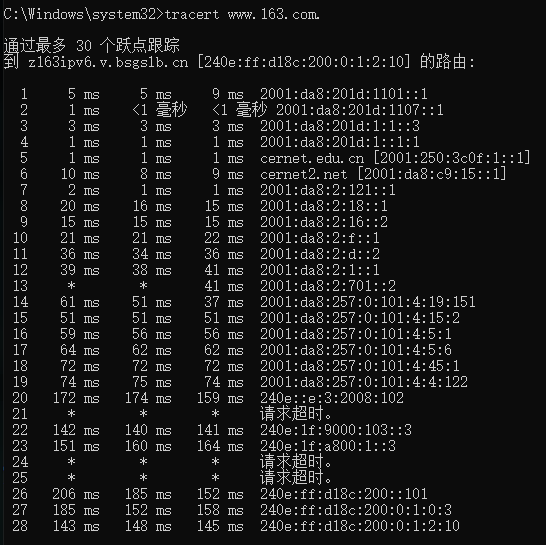 C:\Windows\system32>tracert www.163.com.
通过最多 30 个跃点跟踪
到 z163ipv6.v.bsgslb.cn [240e:ff:d18c:200:0:1:2:10] 的路由:
1 5 ms 5 ms 9 ms 2001:da8:201d:1101::1
2 1 ms <1 毫秒 <1 毫秒 2001:da8:201d:1107::1
3 3 ms 3 ms 3 ms 2001:da8:201d:1:1::3
4 1 ms 1 ms 1 ms 2001:da8:201d:1::1:1
5 1 ms 1 ms 1 ms cernet.edu.cn [2001:250:3c0f:1::1]
6 10 ms 8 ms 9 ms cernet2.net [2001:da8:c9:15::1]
7 2 ms 1 ms 1 ms 2001:da8:2:121::1
8 20 ms 16 ms 15 ms 2001:da8:2:18::1
9 15 ms 15 ms 15 ms 2001:da8:2:16::2
10 21 ms 21 ms 22 ms 2001:da8:2:f::1
11 36 ms 34 ms 36 ms 2001:da8:2:d::2
12 39 ms 38 ms 41 ms 2001:da8:2:1::1
13 * * 41 ms 2001:da8:2:701::2
14 61 ms 51 ms 37 ms 2001:da8:257:0:101:4:19:151
15 51 ms 51 ms 51 ms 2001:da8:257:0:101:4:15:2
16 59 ms 56 ms 56 ms 2001:da8:257:0:101:4:5:1
17 64 ms 62 ms 62 ms 2001:da8:257:0:101:4:5:6
18 72 ms 72 ms 72 ms 2001:da8:257:0:101:4:45:1
19 74 ms 75 ms 74 ms 2001:da8:257:0:101:4:4:122
20 172 ms 174 ms 159 ms 240e::e:3:2008:102
21 * * * 请求超时。
22 142 ms 140 ms 141 ms 240e:1f:9000:103::3
23 151 ms 160 ms 164 ms 240e:1f:a800:1::3
24 * * * 请求超时。
25 * * * 请求超时。
26 206 ms 185 ms 152 ms 240e:ff:d18c:200::101
27 185 ms 152 ms 158 ms 240e:ff:d18c:200:0:1:0:3
28 143 ms 148 ms 145 ms 240e:ff:d18c:200:0:1:2:10